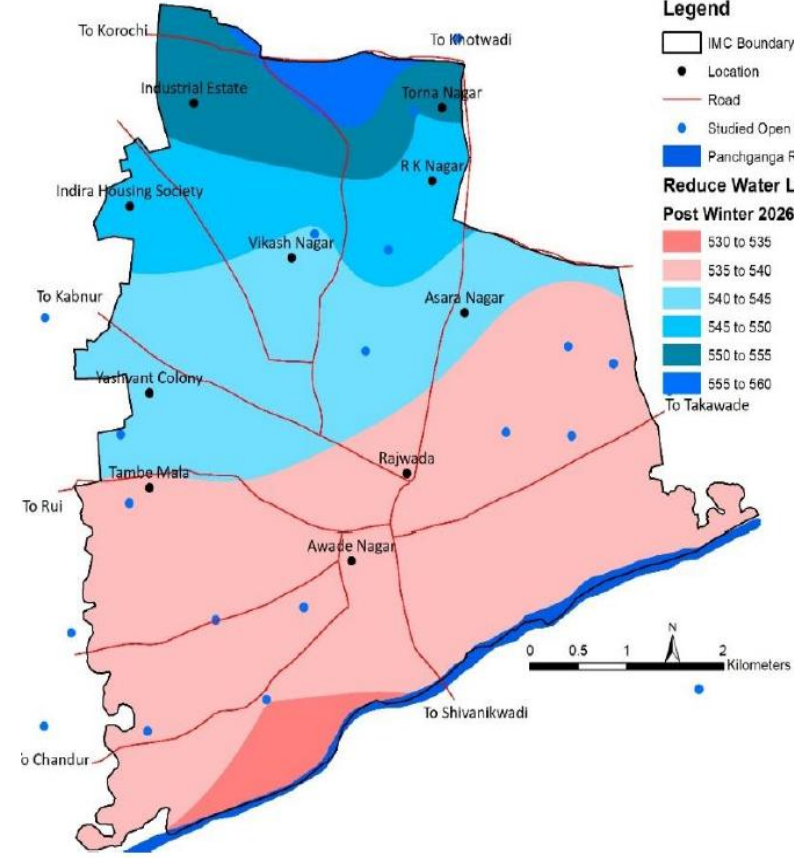 Legend
To Korochi
To Khotwadi
IMC Boundary
Location
Industrial Estate
Torna Nagar
Road
Studied Open
R K Nagar
Panchganga R
Indira Housing Society
Reduce Water L
Post Winter 2026
Vikash Nagar
530 to 535
535 to 540
To Kabnur
Asara Nagar
540 to 545
545 to 550
550 to 555
Yashvant Colony
555 to 560
To Takawade
Rajwada
Tambe Mala
To Rui
Awade Nagar
N
0 0.5 1 2
Kilometers
To Shivanikwadi
o Chandur